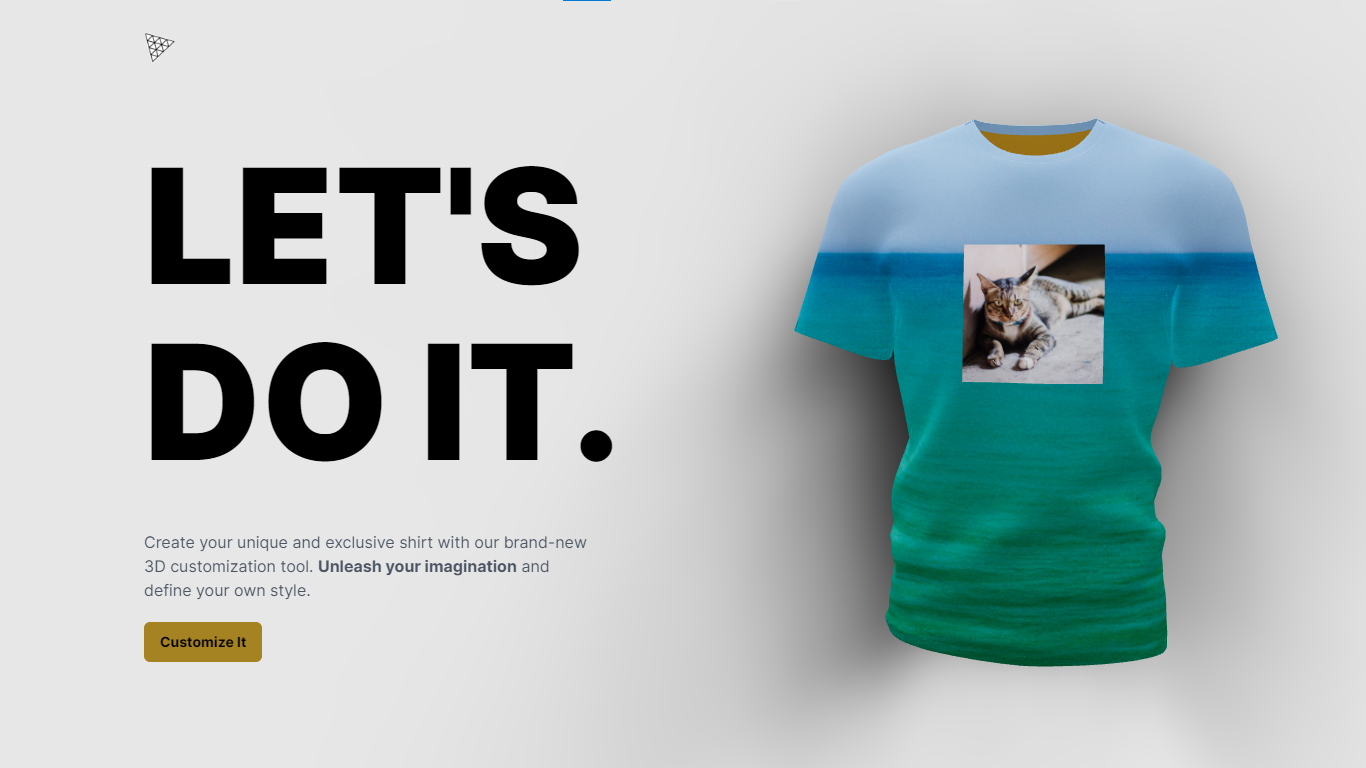 LET'S
DO IT.
Create your unique and exclusive shirt with our brand-new
3D customization tool. Unleash your imagination and
define your own style.
Customize It